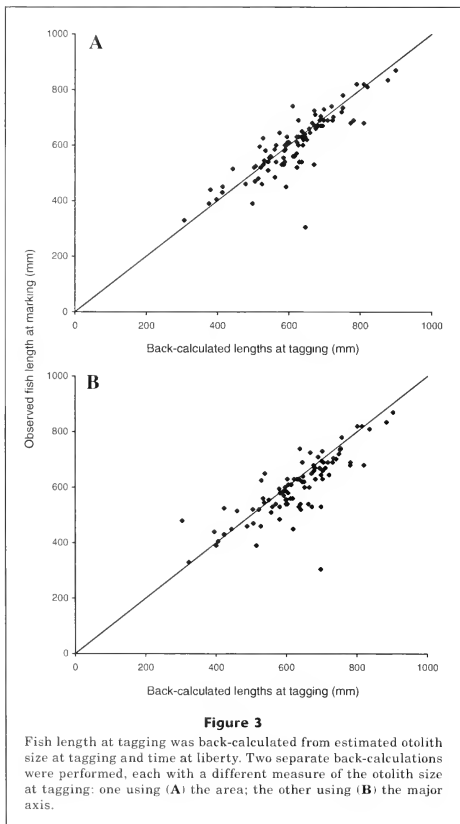 A
1000
800
600
400
200
0
0 200 400 600 800 1000
Back-calculated lengths at tagging (mm)
Observed fish length at marking (mm)
B
1000
800
600
400
200
0
0 200 400 600 800 1000
Back-calculated lengths at tagging (mm)
Figure 3
Fish length at tagging was back-calculated from estimated otolith
size at tagging and time at liberty. Two separate back-calculations
were performed, each with a different measure of the otolith size
at tagging: one using (A) the area; the other using (B) the major
axis.